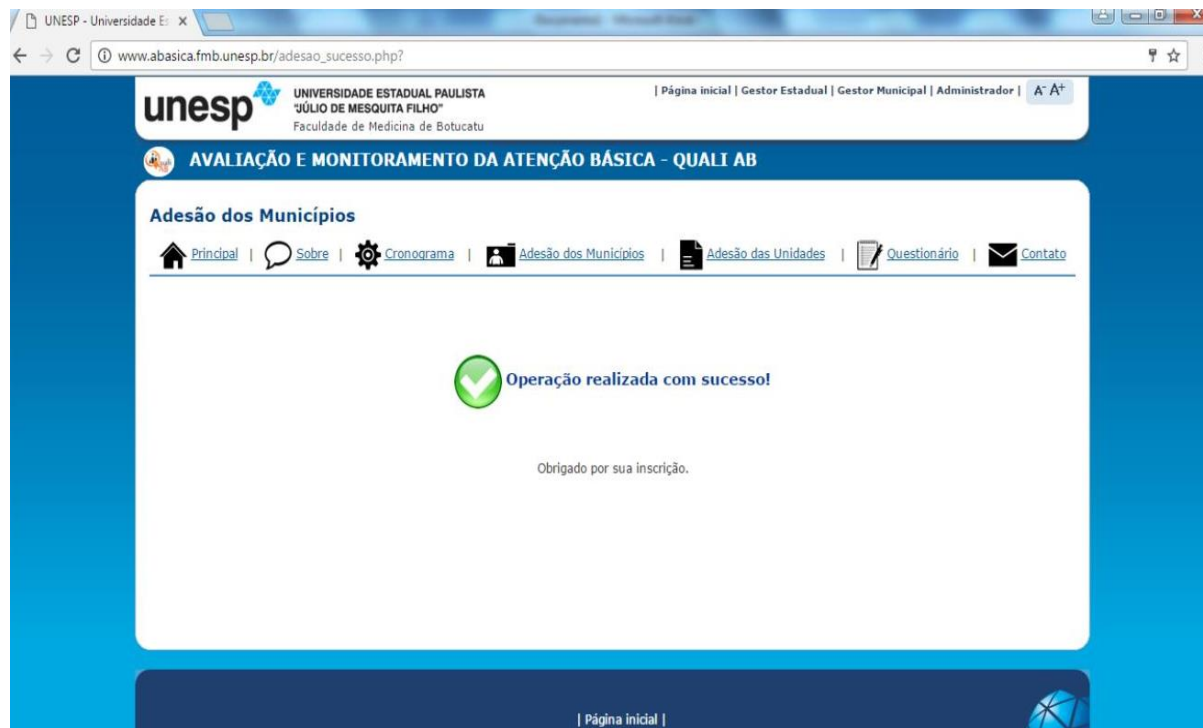 UNESP - Universidade E
www.abasica.fmb.unesp.br/adesao_sucesso.php?
unesp
UNIVERSIDADE ESTADUAL PAULISTA
"JÚLIO DE MESQUITA FILHO"
Faculdade de Medicina de Botucatu
| Página inicial | Gestor Estadual | Gestor Municipal | Administrador | A- A+
AVALIAÇÃO E MONITORAMENTO DA ATENÇÃO BÁSICA - QUALI AB
Adesão dos Municípios
Principal | Sobre | Cronograma | Adesão dos Municípios | Adesão das Unidades | Questionário | Contato
Operação realizada com sucesso!
Obrigado por sua inscrição.
| Página inicial |